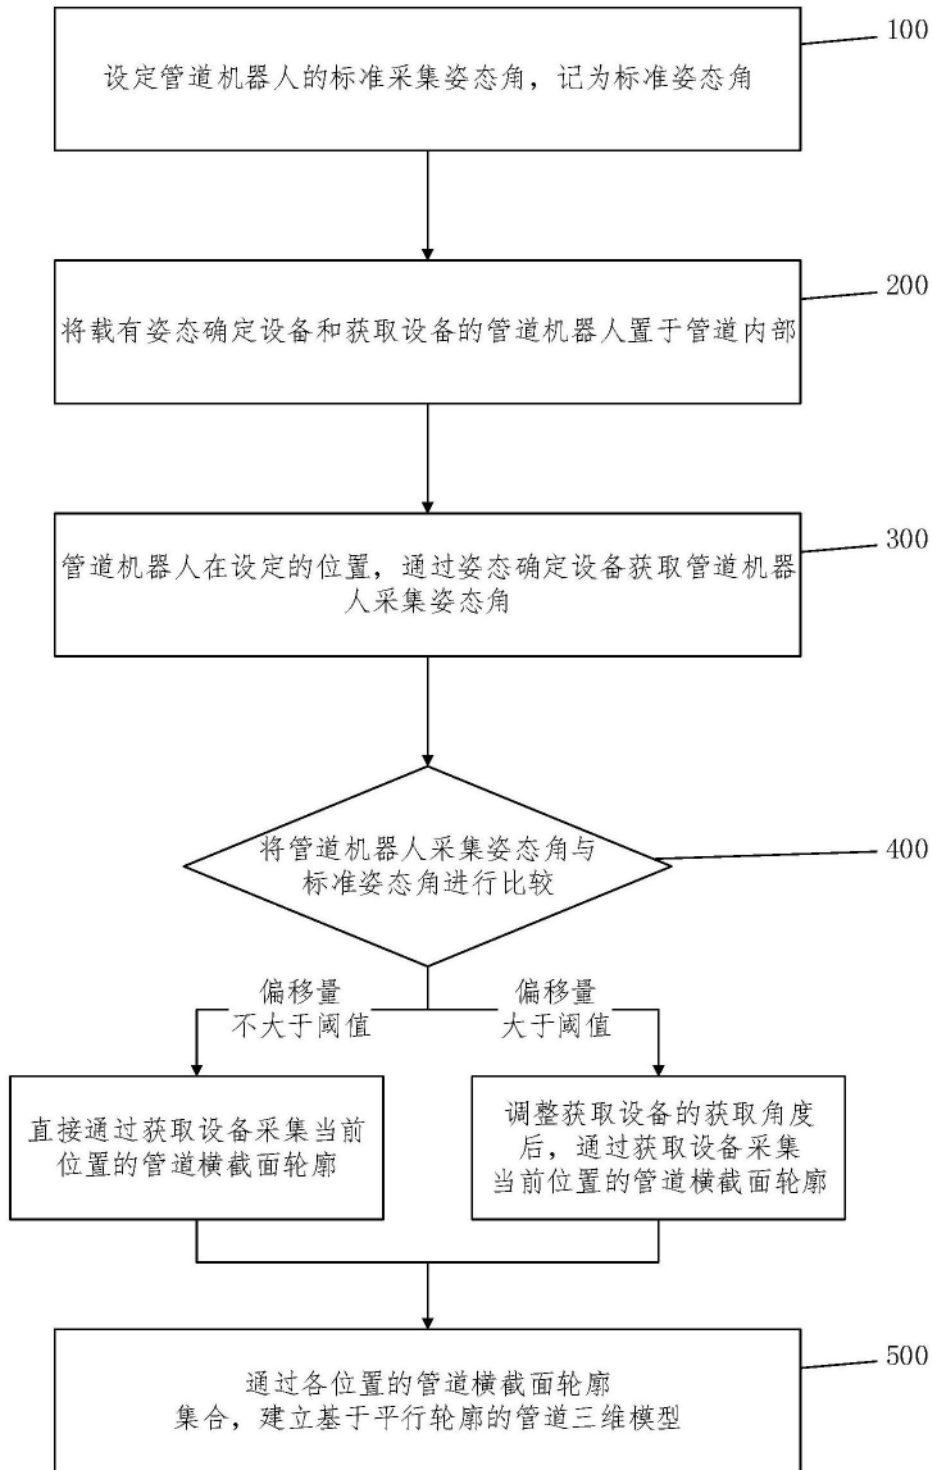 100
设定管道机器人的标准采集姿态角，记为标准姿态角
200
将载有姿态确定设备和获取设备的管道机器人置于管道内部
300
管道机器人在设定的位置，通过姿态确定设备获取管道机器
人采集姿态角
400
将管道机器人采集姿态角与
标准姿态角进行比较
偏移量
不大于阈值
偏移量
大于阈值
直接通过获取设备采集当前
位置的管道横截面轮廓
调整获取设备的获取角度
后，通过获取设备采集
当前位置的管道横截面轮廓
500
通过各位置的管道横截面轮廓
集合，建立基于平行轮廓的管道三维模型